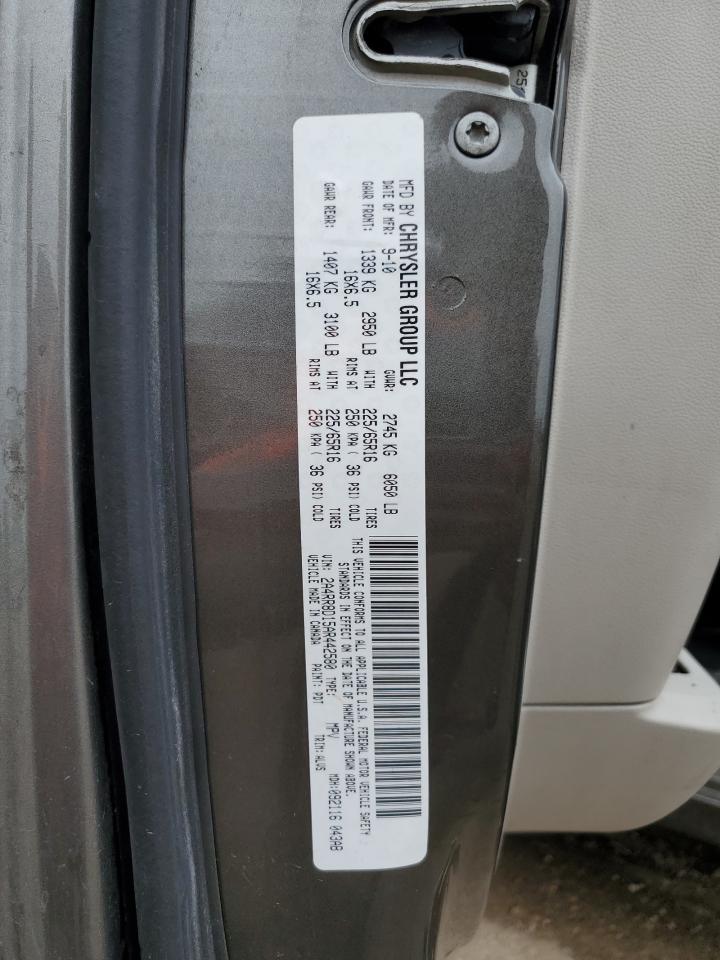 MFD BY CHRYSLER GROUP LLC
DATE OF MFR: 9-10 GVWR: 2745 KG 6050 LB
GAWR FRONT: 1339 KG 2950 LB WITH 225/65R16 TIRES
16X6.5 RIMS AT 250 KPA ( 36 PSI) COLD
GAWR REAR: 1407 KG 3100 LB WITH 225/65R16 TIRES
16X6.5 RIMS AT 250 KPA ( 36 PSI) COLD
THIS VEHICLE CONFORMS TO ALL APPLICABLE U.S.A. FEDERAL MOTOR VEHICLE SAFETY
STANDARDS IN EFFECT ON THE DATE OF MANUFACTURE SHOWN ABOVE.
VIN: 2A4RR8D15AR442580 TYPE: MPV MDH:092116 043AB
VEHICLE MADE IN CANADA PAINT: PDT TRIM:ALVS